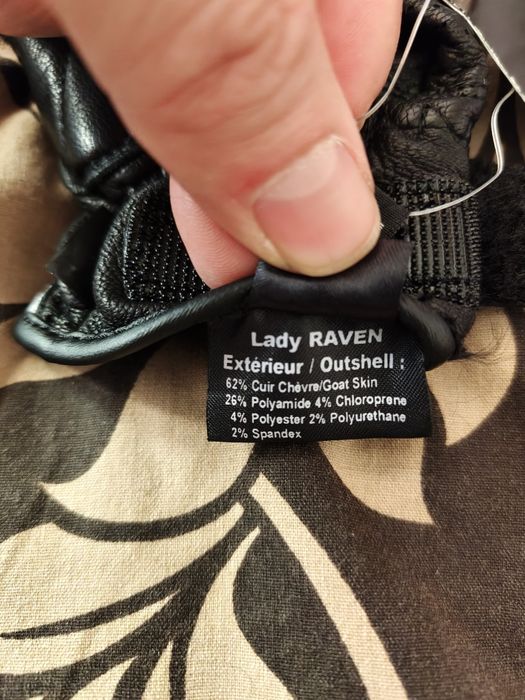 Lady RAVEN
Extérieur / Outshell :
62% Cuir Chèvre/Goat Skin
26% Polyamide 4% Chloroprene
4% Polyester 2% Polyurethane
2% Spandex